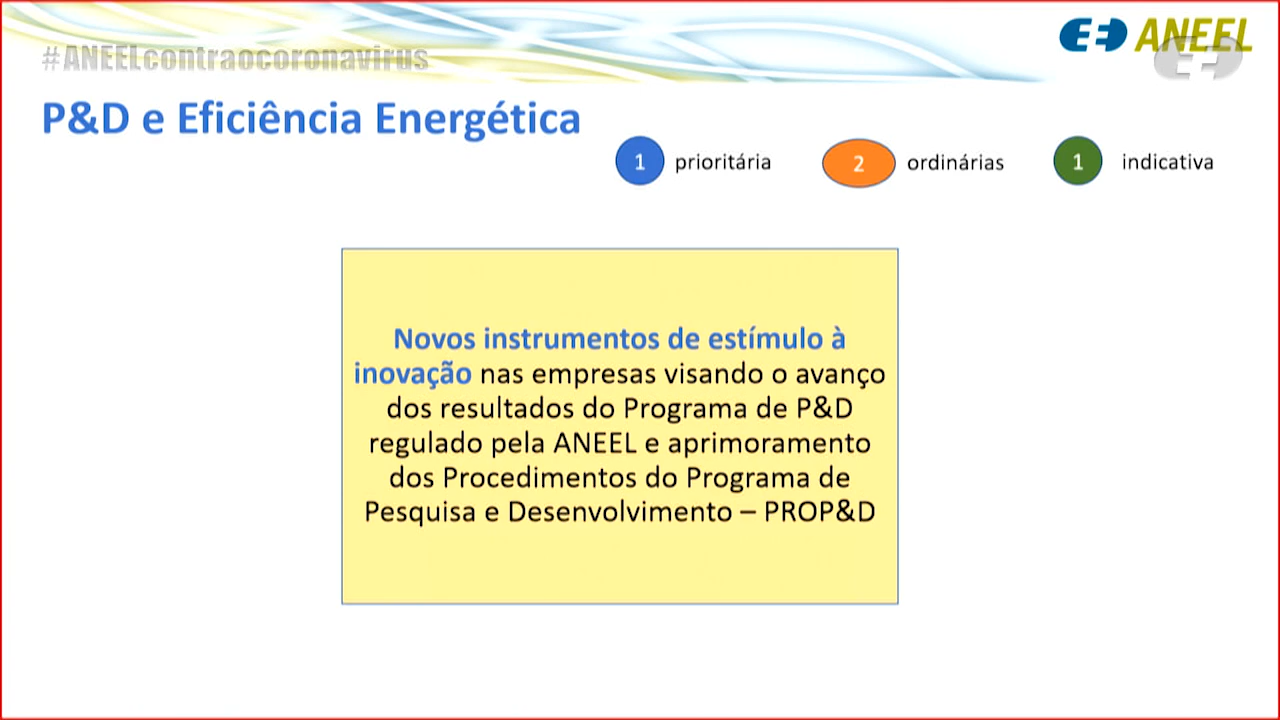 ANEEL
#ANEELcontraocoronavirus
P&D e Eficiência Energética
1 prioritária 2 ordinárias 1 indicativa
Novos instrumentos de estímulo à
inovação nas empresas visando o avanço
dos resultados do Programa de P&D
regulado pela ANEEL e aprimoramento
dos Procedimentos do Programa de
Pesquisa e Desenvolvimento – PROP&D